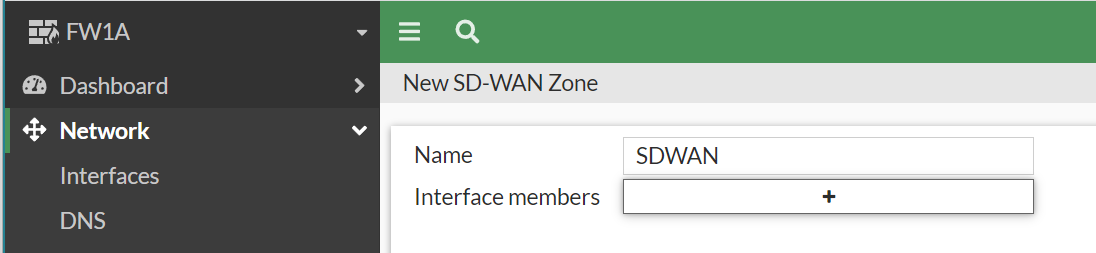 FW1A
Dashboard
Network
Interfaces
DNS
New SD-WAN Zone
Name SDWAN
Interface members +